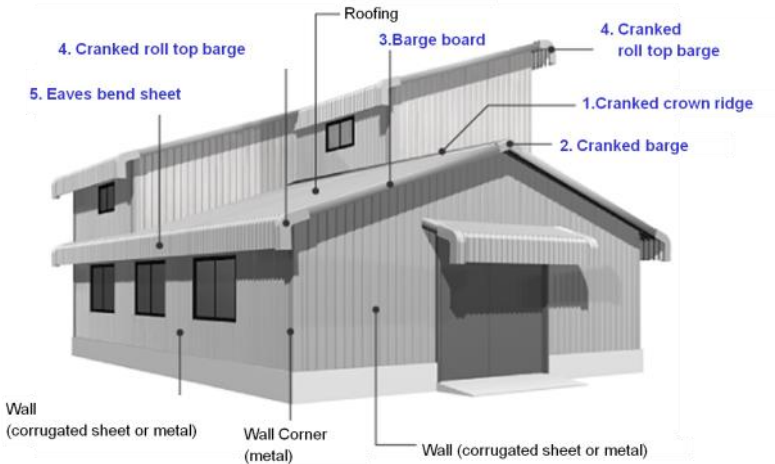 Roofing
4. Cranked roll top barge
3.Barge board
4. Cranked
roll top barge
5. Eaves bend sheet
1.Cranked crown ridge
2. Cranked barge
Wall
(corrugated sheet or metal)
Wall Corner
(metal)
Wall (corrugated sheet or metal)